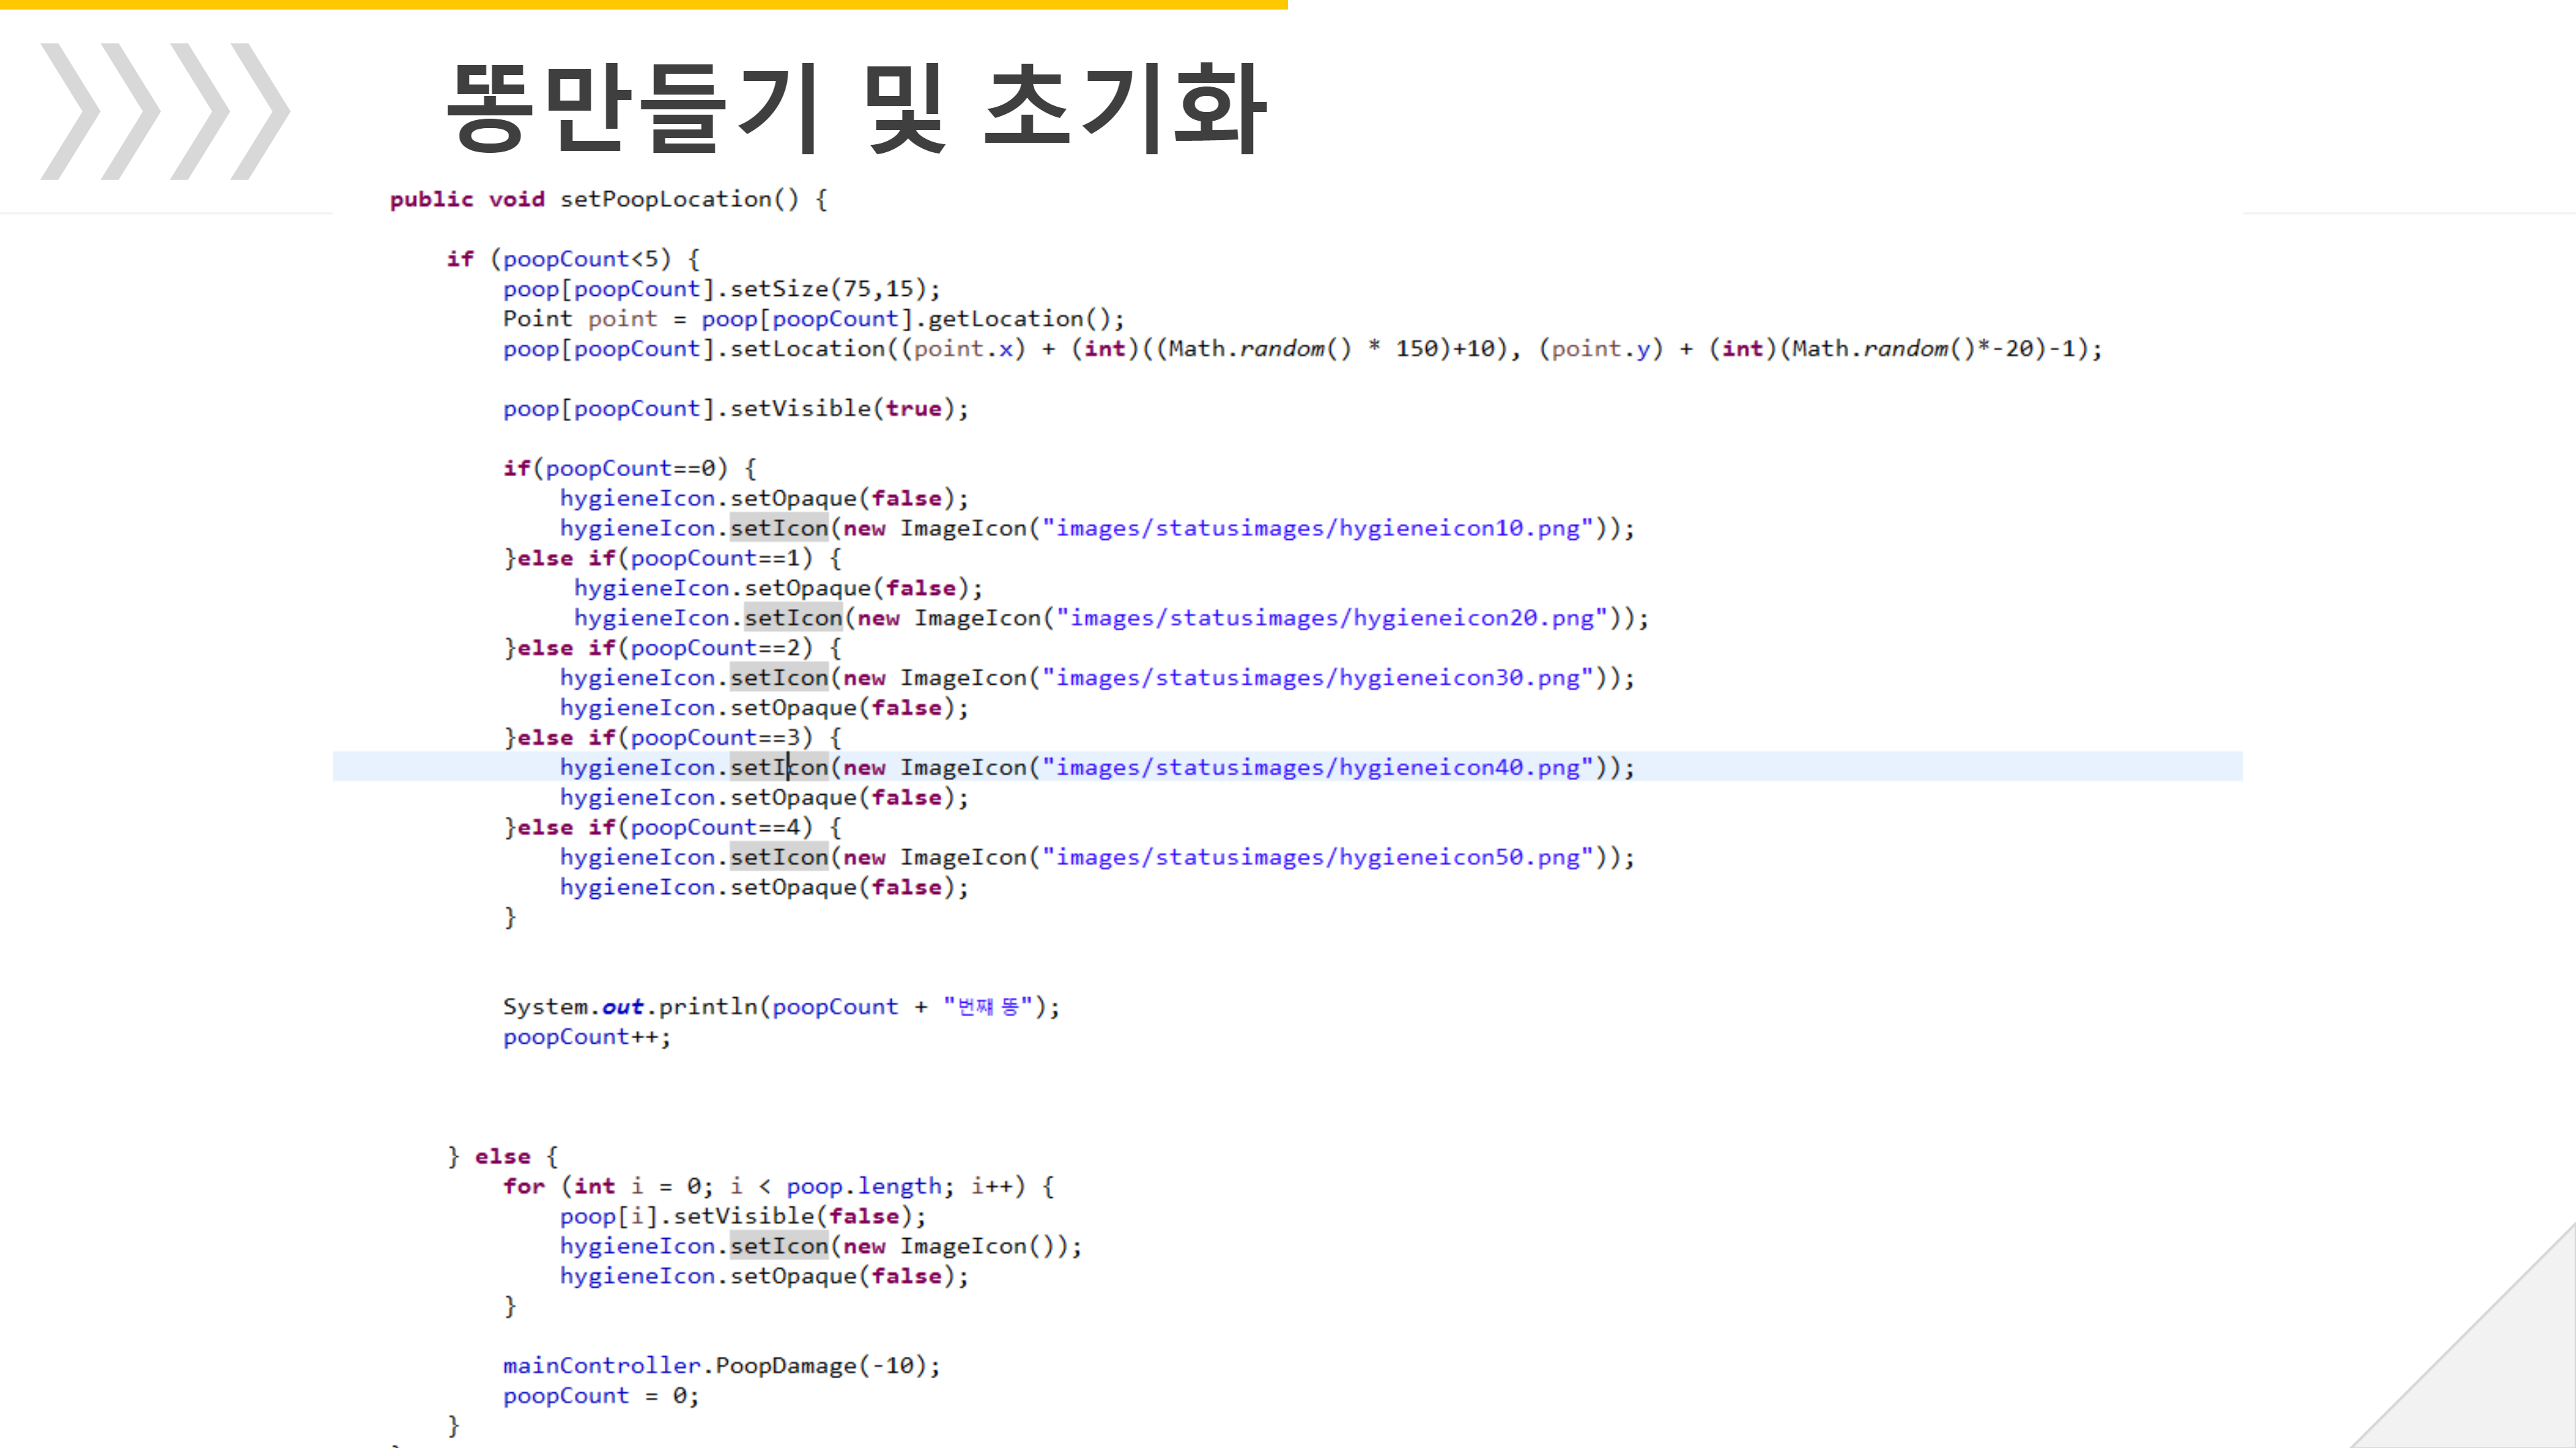 똥만들기 및 초기화
public void setPoopLocation() {
if (poopCount<5) {
poop[poopCount].setSize(75,15);
Point point = poop[poopCount].getLocation();
poop[poopCount].setLocation((point.x) + (int)((Math.random() * 150)+10), (point.y) + (int)(Math.random()*-20)-1);
poop[poopCount].setVisible(true);
if(poopCount==0) {
hygieneIcon.setOpaque(false);
hygieneIcon.setIcon(new ImageIcon("images/statusimages/hygieneicon10.png"));
}else if(poopCount==1) {
hygieneIcon.setOpaque(false);
hygieneIcon.setIcon(new ImageIcon("images/statusimages/hygieneicon20.png"));
}else if(poopCount==2) {
hygieneIcon.setIcon(new ImageIcon("images/statusimages/hygieneicon30.png"));
hygieneIcon.setOpaque(false);
}else if(poopCount==3) {
hygieneIcon.setIcon(new ImageIcon("images/statusimages/hygieneicon40.png"));
hygieneIcon.setOpaque(false);
}else if(poopCount==4) {
hygieneIcon.setIcon(new ImageIcon("images/statusimages/hygieneicon50.png"));
hygieneIcon.setOpaque(false);
}
System.out.println(poopCount + "번째 똥");
poopCount++;
} else {
for (int i = 0; i < poop.length; i++) {
poop[i].setVisible(false);
hygieneIcon.setIcon(new ImageIcon());
hygieneIcon.setOpaque(false);
}
mainController.PoopDamage(-10);
poopCount = 0;
}